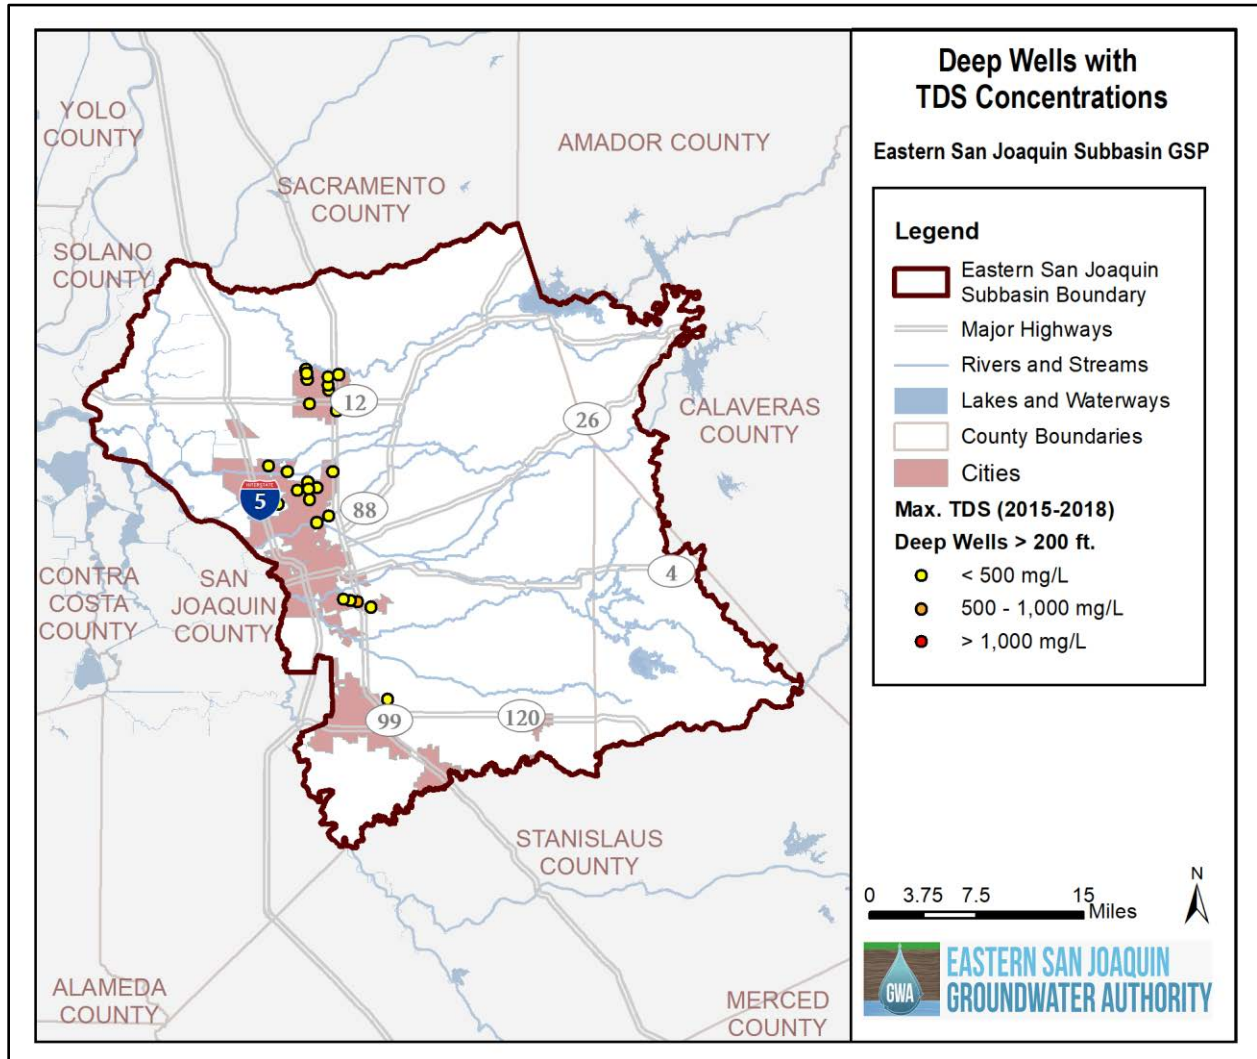 Deep Wells with
TDS Concentrations
Eastern San Joaquin Subbasin GSP
Legend
Eastern San Joaquin
Subbasin Boundary
Major Highways
Rivers and Streams
Lakes and Waterways
County Boundaries
Cities
Max. TDS (2015-2018)
Deep Wells > 200 ft.
< 500 mg/L
500 - 1,000 mg/L
> 1,000 mg/L
YOLO
COUNTY
AMADOR COUNTY
SACRAMENTO
COUNTY
SOLANO
COUNTY
12
26
CALAVERAS
COUNTY
INTERSTATE
5
88
4
CONTRA
COSTA
COUNTY
SAN
JOAQUIN
COUNTY
99
120
STANISLAUS
COUNTY
ALAMEDA
COUNTY
MERCED
COUNTY
N
0 3.75 7.5 15
Miles
GWA
EASTERN SAN JOAQUIN
GROUNDWATER AUTHORITY